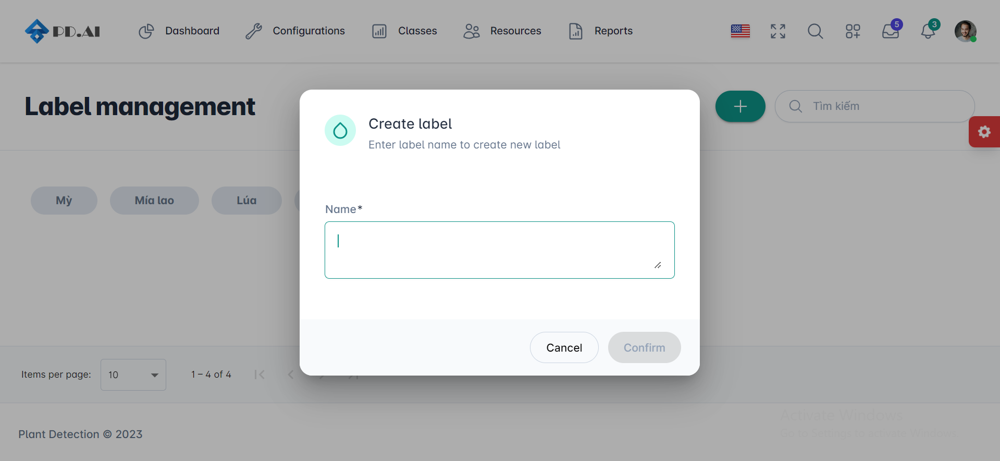 PD.AI
Dashboard
Configurations
Classes
Resources
Reports
5
3
Label management
Tìm kiếm
Create label
Enter label name to create new label
Mỳ
Mía lao
Lúa
Name*
Cancel
Confirm
Items per page:
10
1 – 4 of 4
Activate Windows
Go to Settings to activate Windows.
Plant Detection © 2023